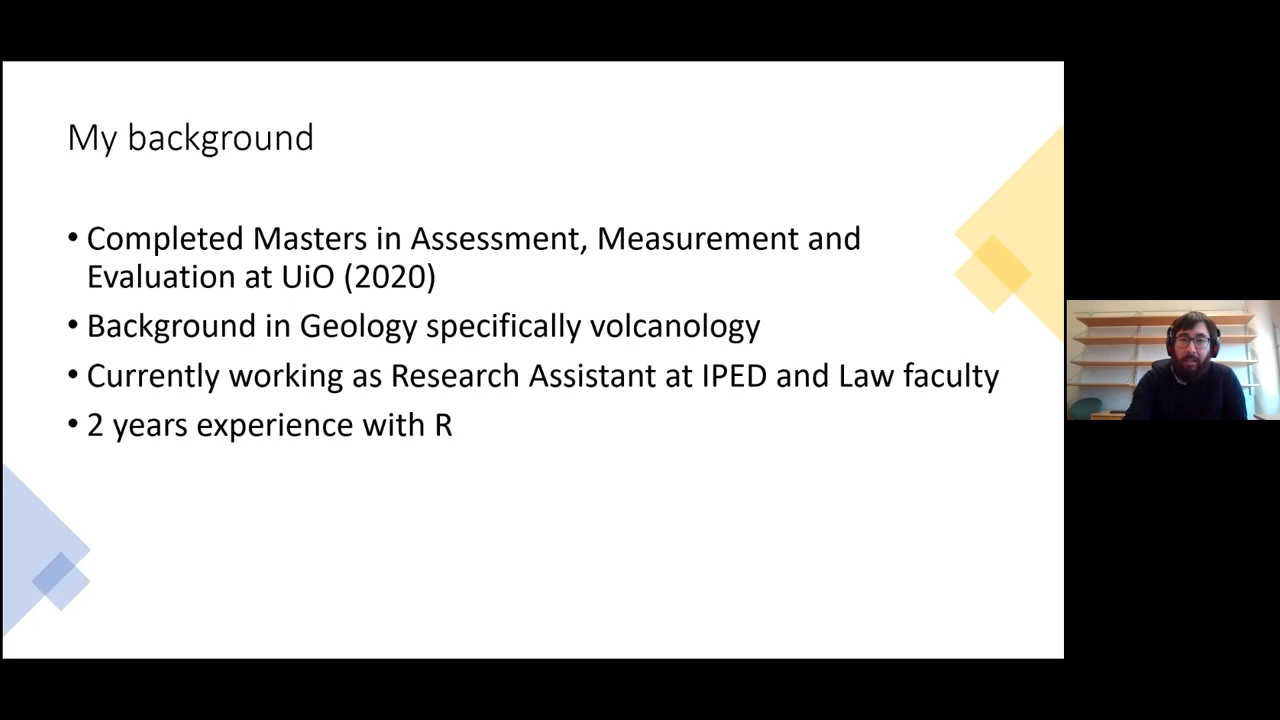 My background
• Completed Masters in Assessment, Measurement and
Evaluation at UiO (2020)
• Background in Geology specifically volcanology
• Currently working as Research Assistant at IPED and Law faculty
• 2 years experience with R